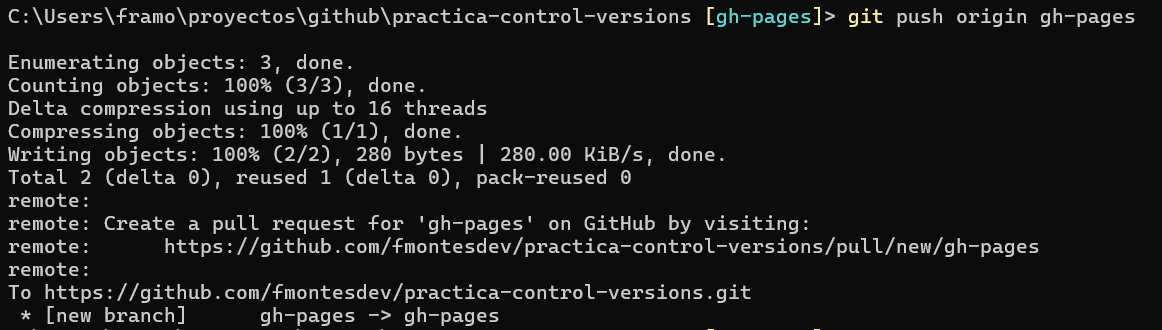 C:\Users\framo\proyectos\github\practica-control-versions [gh-pages]> git push origin gh-pages
Enumerating objects: 3, done.
Counting objects: 100% (3/3), done.
Delta compression using up to 16 threads
Compressing objects: 100% (1/1), done.
Writing objects: 100% (2/2), 280 bytes | 280.00 KiB/s, done.
Total 2 (delta 0), reused 1 (delta 0), pack-reused 0
remote:
remote: Create a pull request for 'gh-pages' on GitHub by visiting:
remote:      https://github.com/fmontesdev/practica-control-versions/pull/new/gh-pages
remote:
To https://github.com/fmontesdev/practica-control-versions.git
 * [new branch]      gh-pages -> gh-pages